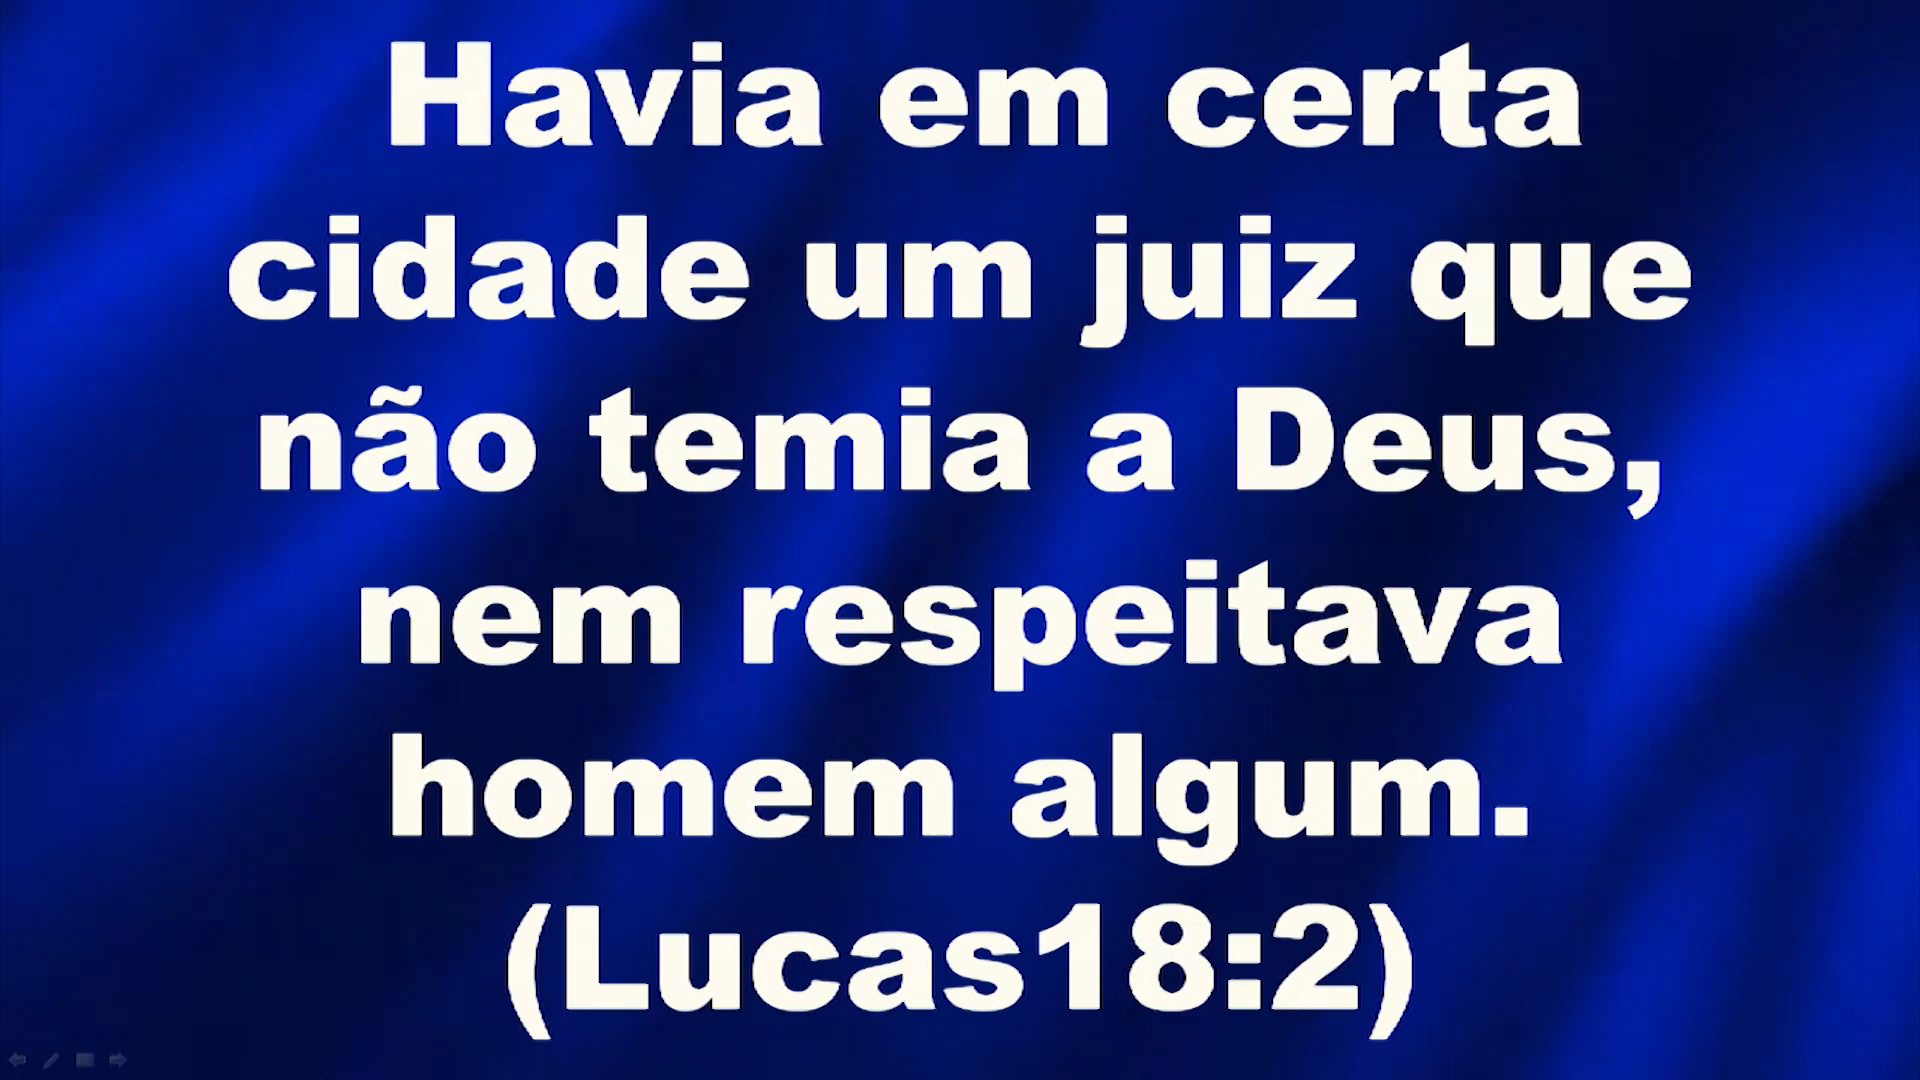 Havia em certa
cidade um juiz que
não temia a Deus,
nem respeitava
homem algum.
(Lucas18:2)